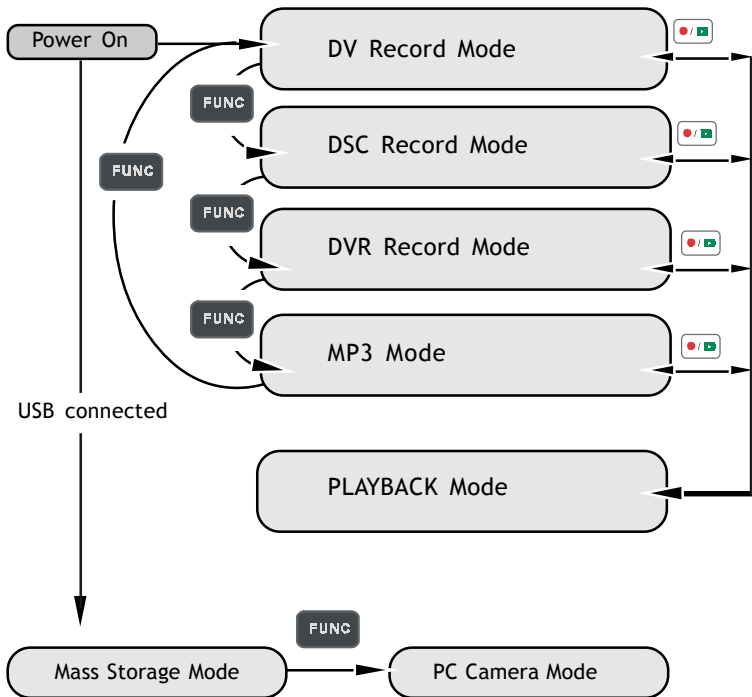 Power On
DV Record Mode
FUNC
DSC Record Mode
FUNC
FUNC
DVR Record Mode
FUNC
MP3 Mode
USB connected
PLAYBACK Mode
FUNC
Mass Storage Mode
PC Camera Mode